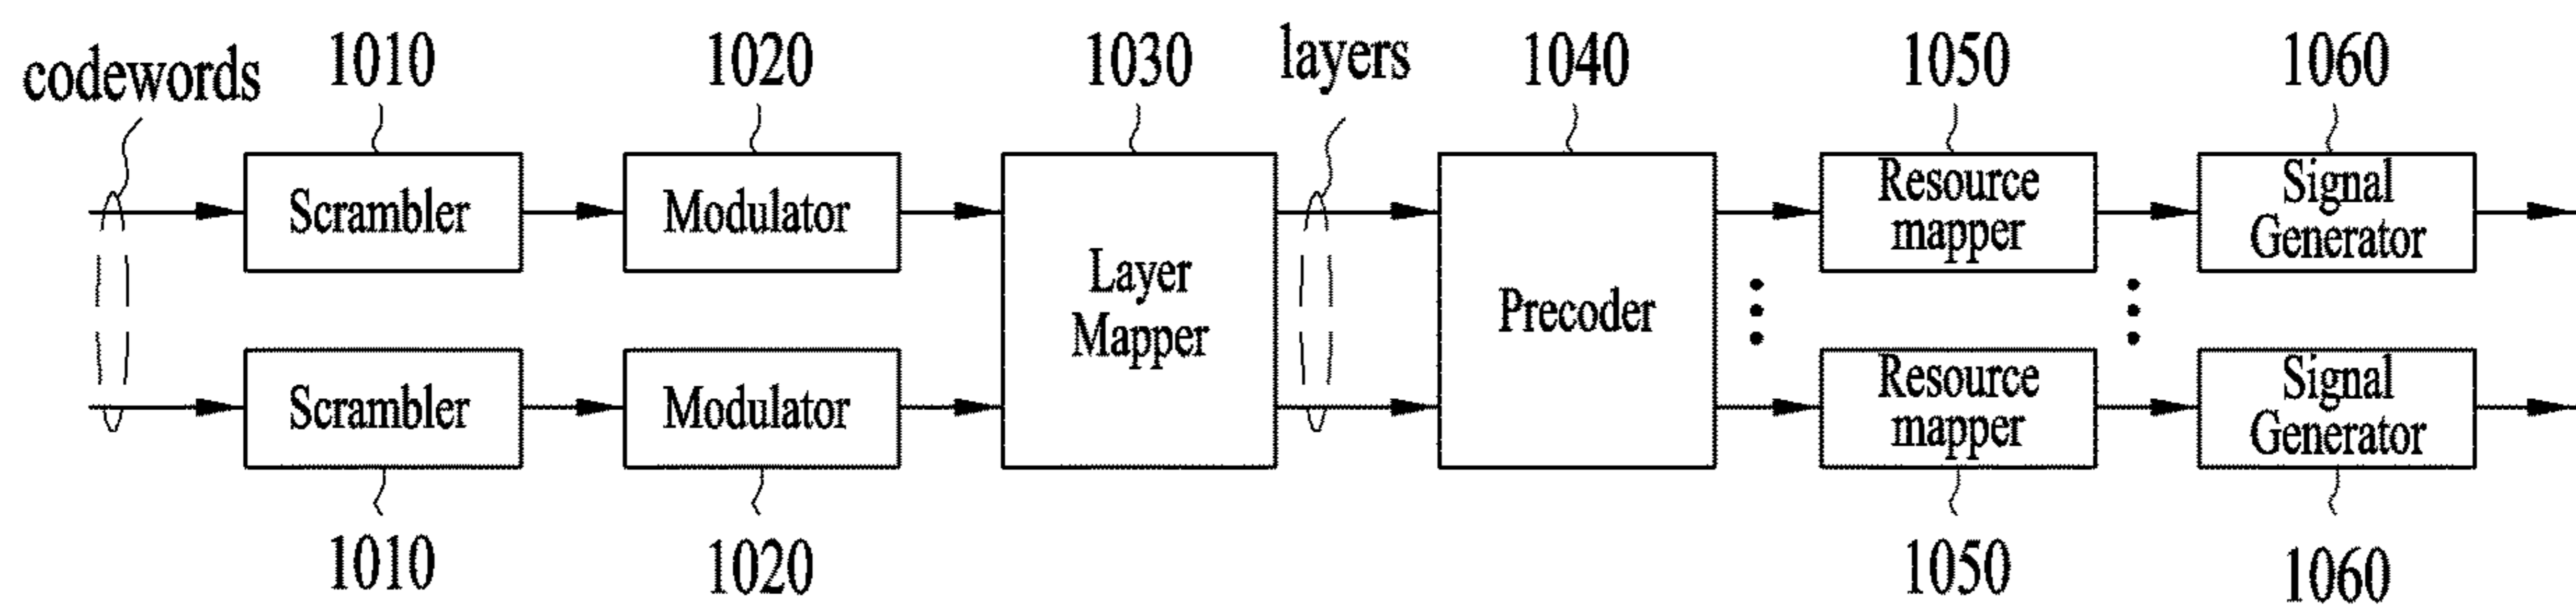 codewords
1010
1020
1030
layers
1040
1050
1060
Scrambler
Modulator
Layer
Mapper
Precoder
Resource
mapper
Signal
Generator
Scrambler
Modulator
Resource
mapper
Signal
Generator
1010
1020
1050
1060